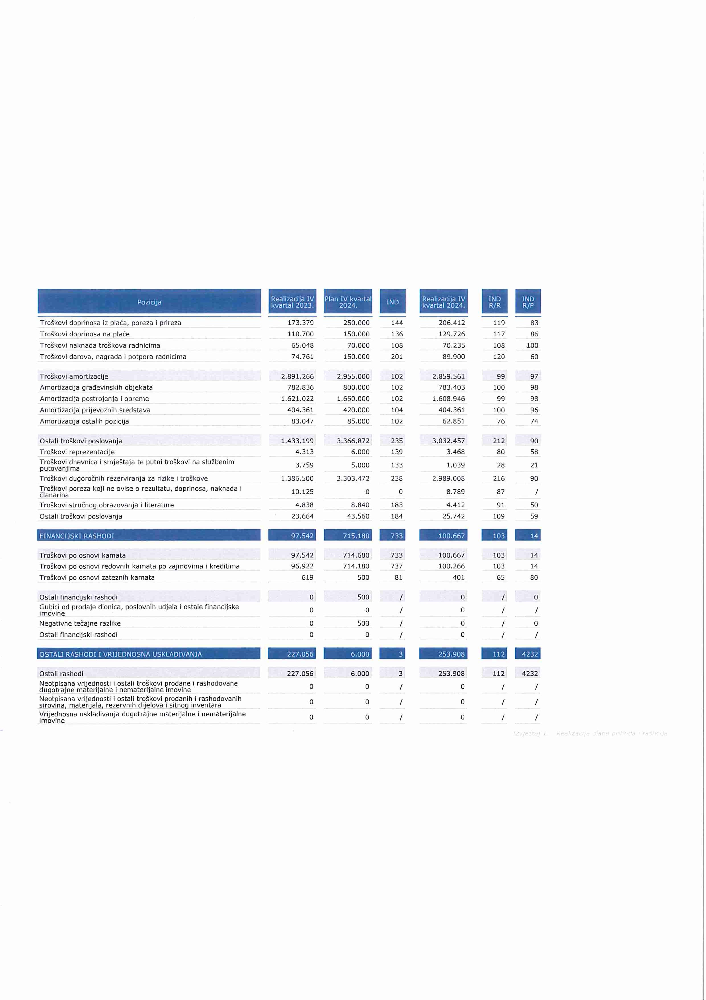 Pozicija Realizacija IV kvartal 2023. Plan IV kvartal 2024. IND Realizacija IV kvartal 2024. IND R/R IND R/P
Troškovi doprinosa iz plaća, poreza i prireza 173.379 250.000 144 206.412 119 83
Troškovi doprinosa na plaće 110.700 150.000 136 129.726 117 86
Troškovi naknada troškova radnicima 65.048 70.000 108 70.235 108 100
Troškovi darova, nagrada i potpora radnicima 74.761 150.000 201 89.900 120 60
Troškovi amortizacije 2.891.266 2.955.000 102 2.859.561 99 97
Amortizacija građevinskih objekata 782.836 800.000 102 783.403 100 98
Amortizacija postrojenja i opreme 1.621.022 1.650.000 102 1.608.946 99 98
Amortizacija prijevoznih sredstava 404.361 420.000 104 404.361 100 96
Amortizacija ostalih pozicija 83.047 85.000 102 62.851 76 74
Ostali troškovi poslovanja 1.433.199 3.366.872 235 3.032.457 212 90
Troškovi reprezentacije 4.313 6.000 139 3.468 80 58
Troškovi dnevnica i smještaja te putni troškovi na službenim
putovanjima 3.759 5.000 133 1.039 28 21
Troškovi dugoročnih rezerviranja za rizike i troškove 1.386.500 3.303.472 238 2.989.008 216 90
Troškovi poreza koji ne ovise o rezultatu, doprinosa, naknada i
članarina 10.125 0 0 8.789 87 /
Troškovi stručnog obrazovanja i literature 4.838 8.840 183 4.412 91 50
Ostali troškovi poslovanja 23.664 43.560 184 25.742 109 59
FINANCIJSKI RASHODI 97.542 715.180 733 100.667 103 14
Troškovi po osnovi kamata 97.542 714.680 733 100.667 103 14
Troškovi po osnovi redovnih kamata po zajmovima i kreditima 96.922 714.180 737 100.266 103 14
Troškovi po osnovi zateznih kamata 619 500 81 401 65 80
Ostali financijski rashodi 0 500 / 0 / 0
Gubici od prodaje dionica, poslovnih udjela i ostale financijske
imovine 0 0 / 0 / /
Negativne tečajne razlike 0 500 / 0 / 0
Ostali financijski rashodi 0 0 / 0 / /
OSTALI RASHODI I VRIJEDNOSNA USKLAĐIVANJA 227.056 6.000 3 253.908 112 4232
Ostali rashodi 227.056 6.000 3 253.908 112 4232
Neotpisana vrijednosti i ostali troškovi prodane i rashodovane
dugotrajne materijalne i nematerijalne imovine 0 0 / 0 / /
Neotpisana vrijednosti i ostali troškovi prodanih i rashodovanih
sirovina, materijala, rezervnih dijelova i sitnog inventara 0 0 / 0 / /
Vrijednosna usklađivanja dugotrajne materijalne i nematerijalne
imovine 0 0 / 0 / /
Izvještaj 1. Realizacija plana prihoda i rashoda